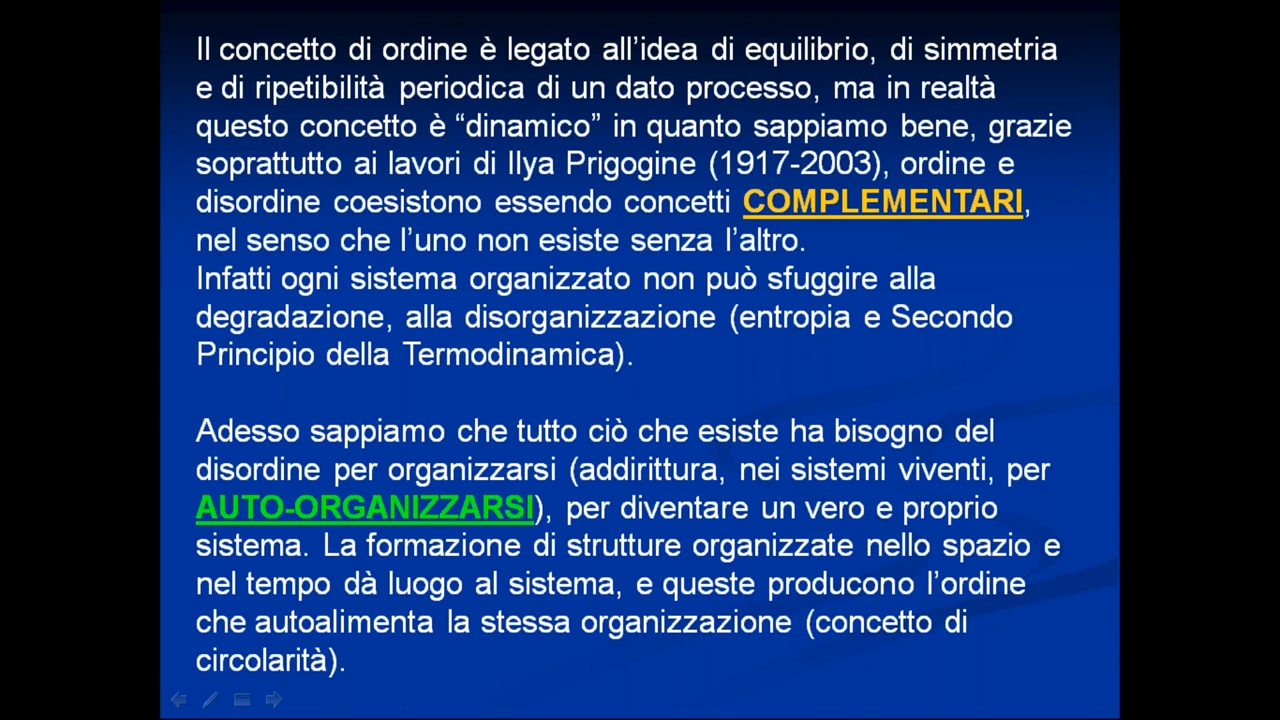 Il concetto di ordine è legato all’idea di equilibrio, di simmetria
e di ripetibilità periodica di un dato processo, ma in realtà
questo concetto è “dinamico” in quanto sappiamo bene, grazie
soprattutto ai lavori di Ilya Prigogine (1917-2003), ordine e
disordine coesistono essendo concetti COMPLEMENTARI,
nel senso che l’uno non esiste senza l’altro.
Infatti ogni sistema organizzato non può sfuggire alla
degradazione, alla disorganizzazione (entropia e Secondo
Principio della Termodinamica).
Adesso sappiamo che tutto ciò che esiste ha bisogno del
disordine per organizzarsi (addirittura, nei sistemi viventi, per
AUTO-ORGANIZZARSI), per diventare un vero e proprio
sistema. La formazione di strutture organizzate nello spazio e
nel tempo dà luogo al sistema, e queste producono l’ordine
che autoalimenta la stessa organizzazione (concetto di
circolarità).